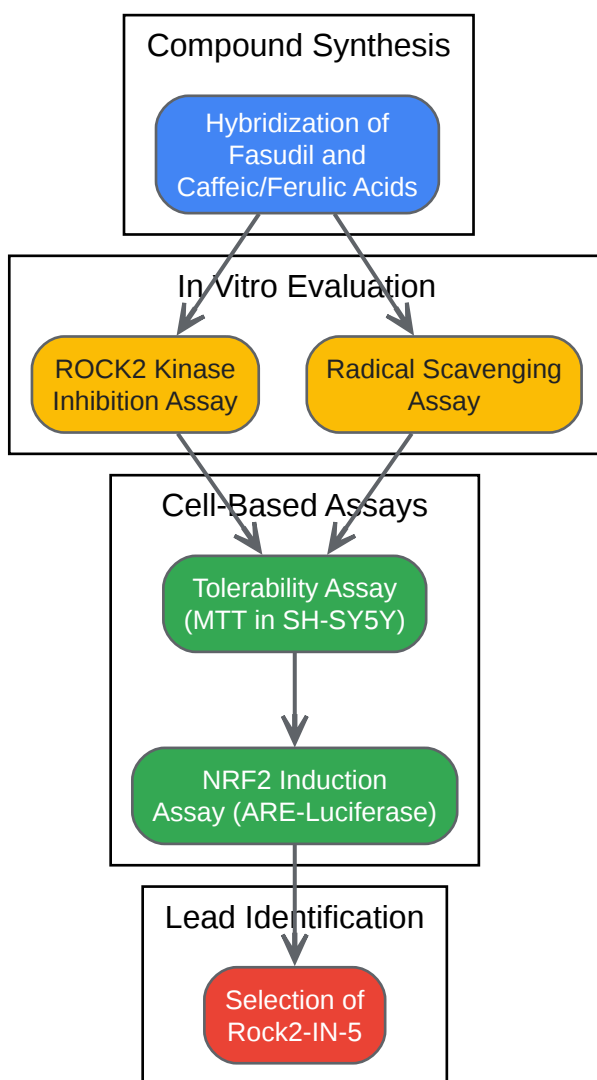 Compound Synthesis
Hybridization of
Fasudil and
Caffeic/Ferulic Acids
In Vitro Evaluation
ROCK2 Kinase
Inhibition Assay
Radical Scavenging
Assay
Cell-Based Assays
Tolerability Assay
(MTT in SH-SY5Y)
NRF2 Induction
Assay (ARE-Luciferase)
Lead Identification
Selection of
Rock2-IN-5